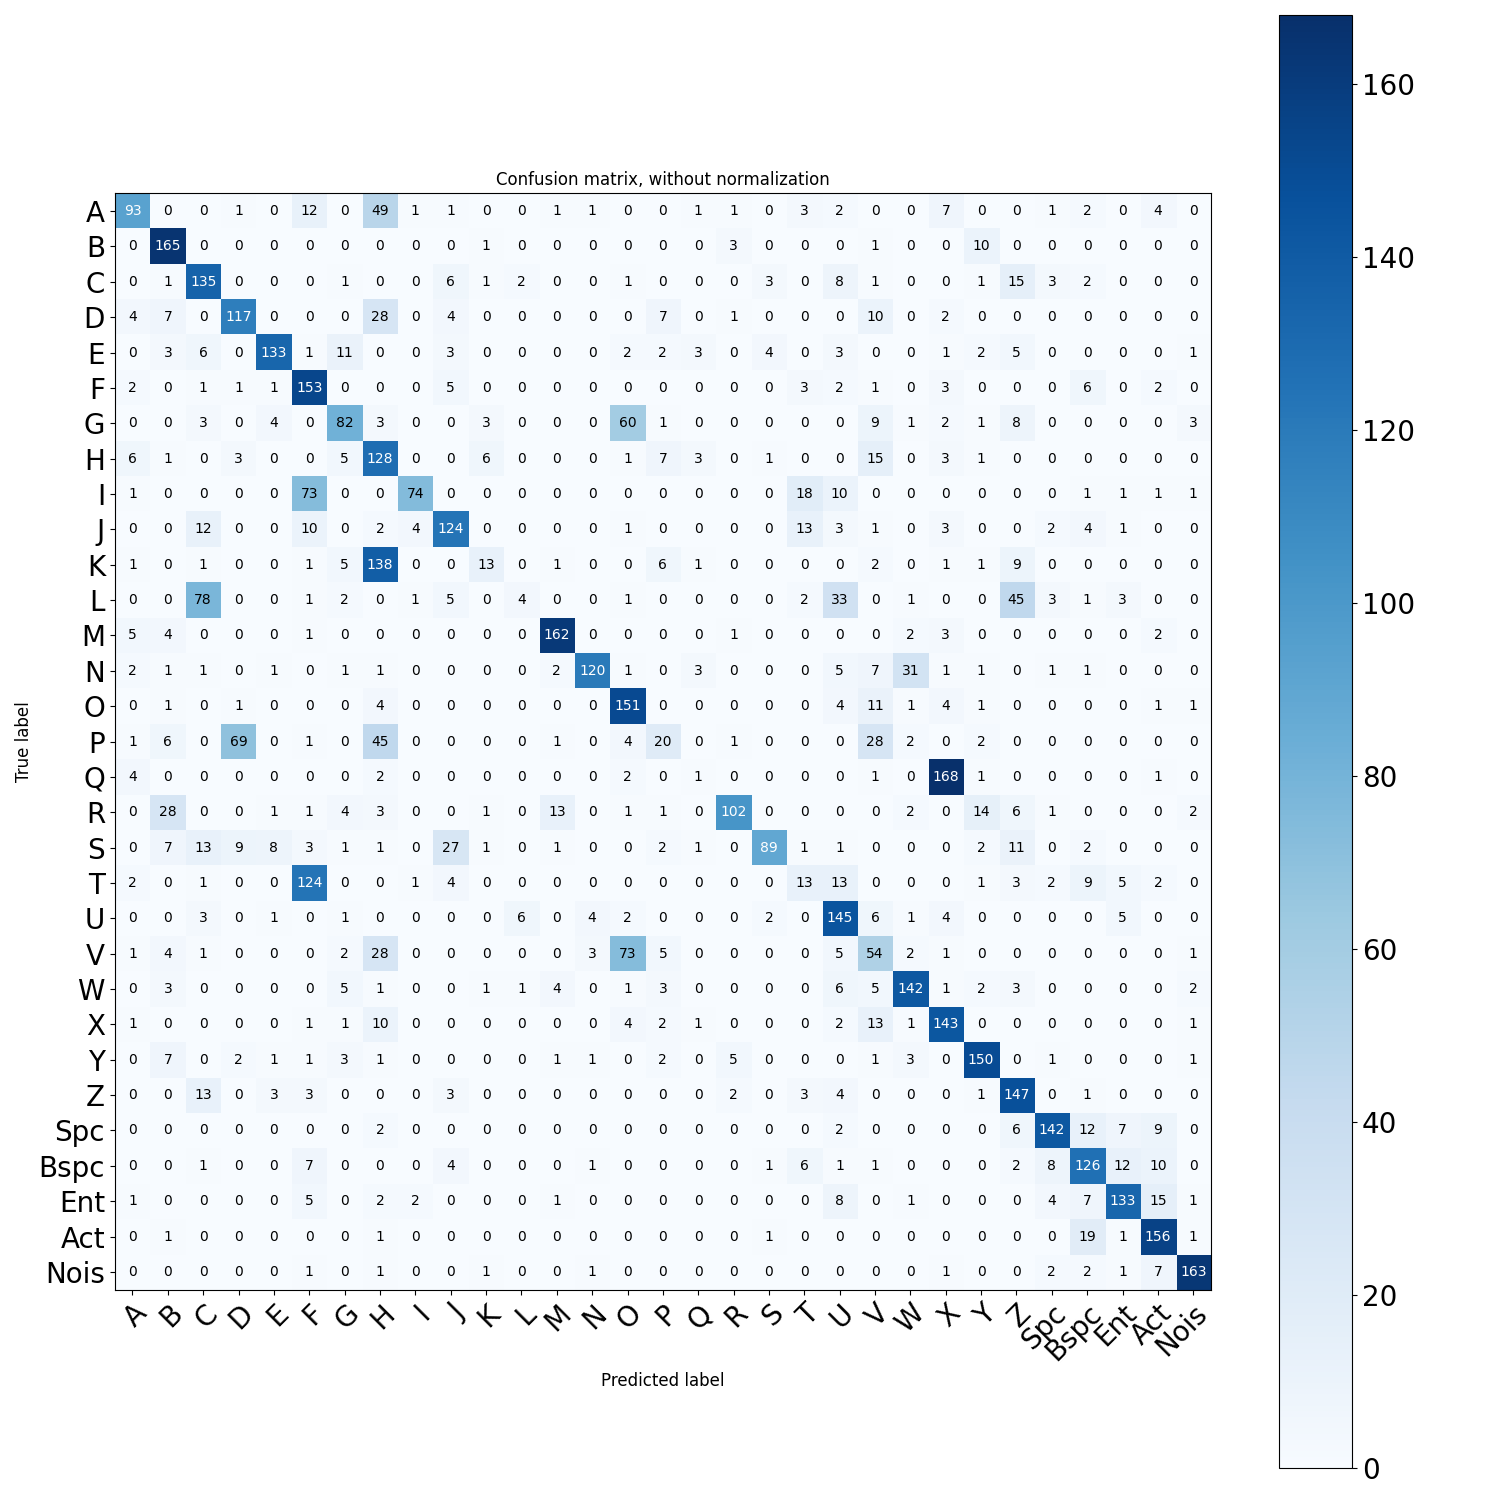 Confusion matrix, without normalization
A 93 0 0 1 0 12 0 49 1 1 0 0 1 1 0 0 1 1 0 3 2 0 0 7 0 0 1 2 0 4 0
B 0 165 0 0 0 0 0 0 0 0 1 0 0 0 0 0 0 3 0 0 0 1 0 0 10 0 0 0 0 0 0
C 0 1 135 0 0 0 1 0 0 6 1 2 0 0 1 0 0 0 3 0 8 1 0 0 1 15 3 2 0 0 0
D 4 7 0 117 0 0 0 28 0 4 0 0 0 0 0 7 0 1 0 0 0 10 0 2 0 0 0 0 0 0 0
E 0 3 6 0 133 1 11 0 0 3 0 0 0 0 2 2 3 0 4 0 3 0 0 1 2 5 0 0 0 0 1
F 2 0 1 1 1 153 0 0 0 5 0 0 0 0 0 0 0 0 0 3 2 1 0 3 0 0 0 6 0 2 0
G 0 0 3 0 4 0 82 3 0 0 3 0 0 0 60 1 0 0 0 0 0 9 1 2 1 8 0 0 0 0 3
H 6 1 0 3 0 0 5 128 0 0 6 0 0 0 1 7 3 0 1 0 0 15 0 3 1 0 0 0 0 0 0
I 1 0 0 0 0 73 0 0 74 0 0 0 0 0 0 0 0 0 0 18 10 0 0 0 0 0 0 1 1 1 1
J 0 0 12 0 0 10 0 2 4 124 0 0 0 0 1 0 0 0 0 13 3 1 0 3 0 0 2 4 1 0 0
K 1 0 1 0 0 1 5 138 0 0 13 0 1 0 0 6 1 0 0 0 0 2 0 1 1 9 0 0 0 0 0
L 0 0 78 0 0 1 2 0 1 5 0 4 0 0 1 0 0 0 0 2 33 0 1 0 0 45 3 1 3 0 0
M 5 4 0 0 0 1 0 0 0 0 0 0 162 0 0 0 0 1 0 0 0 0 2 3 0 0 0 0 0 2 0
N 2 1 1 0 1 0 1 1 0 0 0 0 2 120 1 0 3 0 0 0 5 7 31 1 1 0 1 1 0 0 0
O 0 1 0 1 0 0 0 4 0 0 0 0 0 0 151 0 0 0 0 0 4 11 1 4 1 0 0 0 0 1 1
P 1 6 0 69 0 1 0 45 0 0 0 0 1 0 4 20 0 1 0 0 0 28 2 0 2 0 0 0 0 0 0
Q 4 0 0 0 0 0 0 2 0 0 0 0 0 0 2 0 1 0 0 0 0 1 0 168 1 0 0 0 0 1 0
R 0 28 0 0 1 1 4 3 0 0 1 0 13 0 1 1 0 102 0 0 0 0 2 0 14 6 1 0 0 0 2
S 0 7 13 9 8 3 1 1 0 27 1 0 1 0 0 2 1 0 89 1 1 0 0 0 2 11 0 2 0 0 0
T 2 0 1 0 0 124 0 0 1 4 0 0 0 0 0 0 0 0 0 13 13 0 0 0 1 3 2 9 5 2 0
U 0 0 3 0 1 0 1 0 0 0 0 6 0 4 2 0 0 0 2 0 145 6 1 4 0 0 0 0 5 0 0
V 1 4 1 0 0 0 2 28 0 0 0 0 0 3 73 5 0 0 0 0 5 54 2 1 0 0 0 0 0 0 1
W 0 3 0 0 0 0 5 1 0 0 1 1 4 0 1 3 0 0 0 0 6 5 142 1 2 3 0 0 0 0 2
X 1 0 0 0 0 1 1 10 0 0 0 0 0 0 4 2 1 0 0 0 2 13 1 143 0 0 0 0 0 0 1
Y 0 7 0 2 1 1 3 1 0 0 0 0 1 1 0 2 0 5 0 0 0 1 3 0 150 0 1 0 0 0 1
Z 0 0 13 0 3 3 0 0 0 3 0 0 0 0 0 0 0 2 0 3 4 0 0 0 1 147 0 1 0 0 0
Spc 0 0 0 0 0 0 0 2 0 0 0 0 0 0 0 0 0 0 0 0 2 0 0 0 0 6 142 12 7 9 0
Bspc 0 0 1 0 0 7 0 0 0 4 0 0 0 1 0 0 0 0 1 6 1 1 0 0 0 2 8 126 12 10 0
Ent 1 0 0 0 0 5 0 2 2 0 0 0 1 0 0 0 0 0 0 0 8 0 1 0 0 0 4 7 133 15 1
Act 0 1 0 0 0 0 0 1 0 0 0 0 0 0 0 0 0 0 1 0 0 0 0 0 0 0 0 19 1 156 1
Nois 0 0 0 0 0 1 0 1 0 0 1 0 0 1 0 0 0 0 0 0 0 0 0 1 0 0 2 2 1 7 163
A B C D E F G H I J K L M N O P Q R S T U V W X Y Z Spc Bspc Ent Act Nois
True label
Predicted label
160
140
120
100
80
60
40
20
0